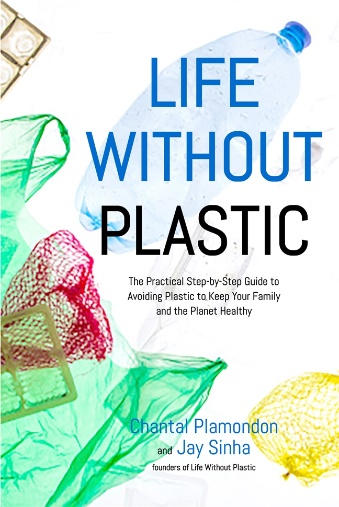 LIFE
WITHOUT
PLASTIC
The Practical Step-by-Step Guide to
Avoiding Plastic to Keep Your Family
and the Planet Healthy
Chantal Plamondon
and Jay Sinha
founders of Life Without Plastic